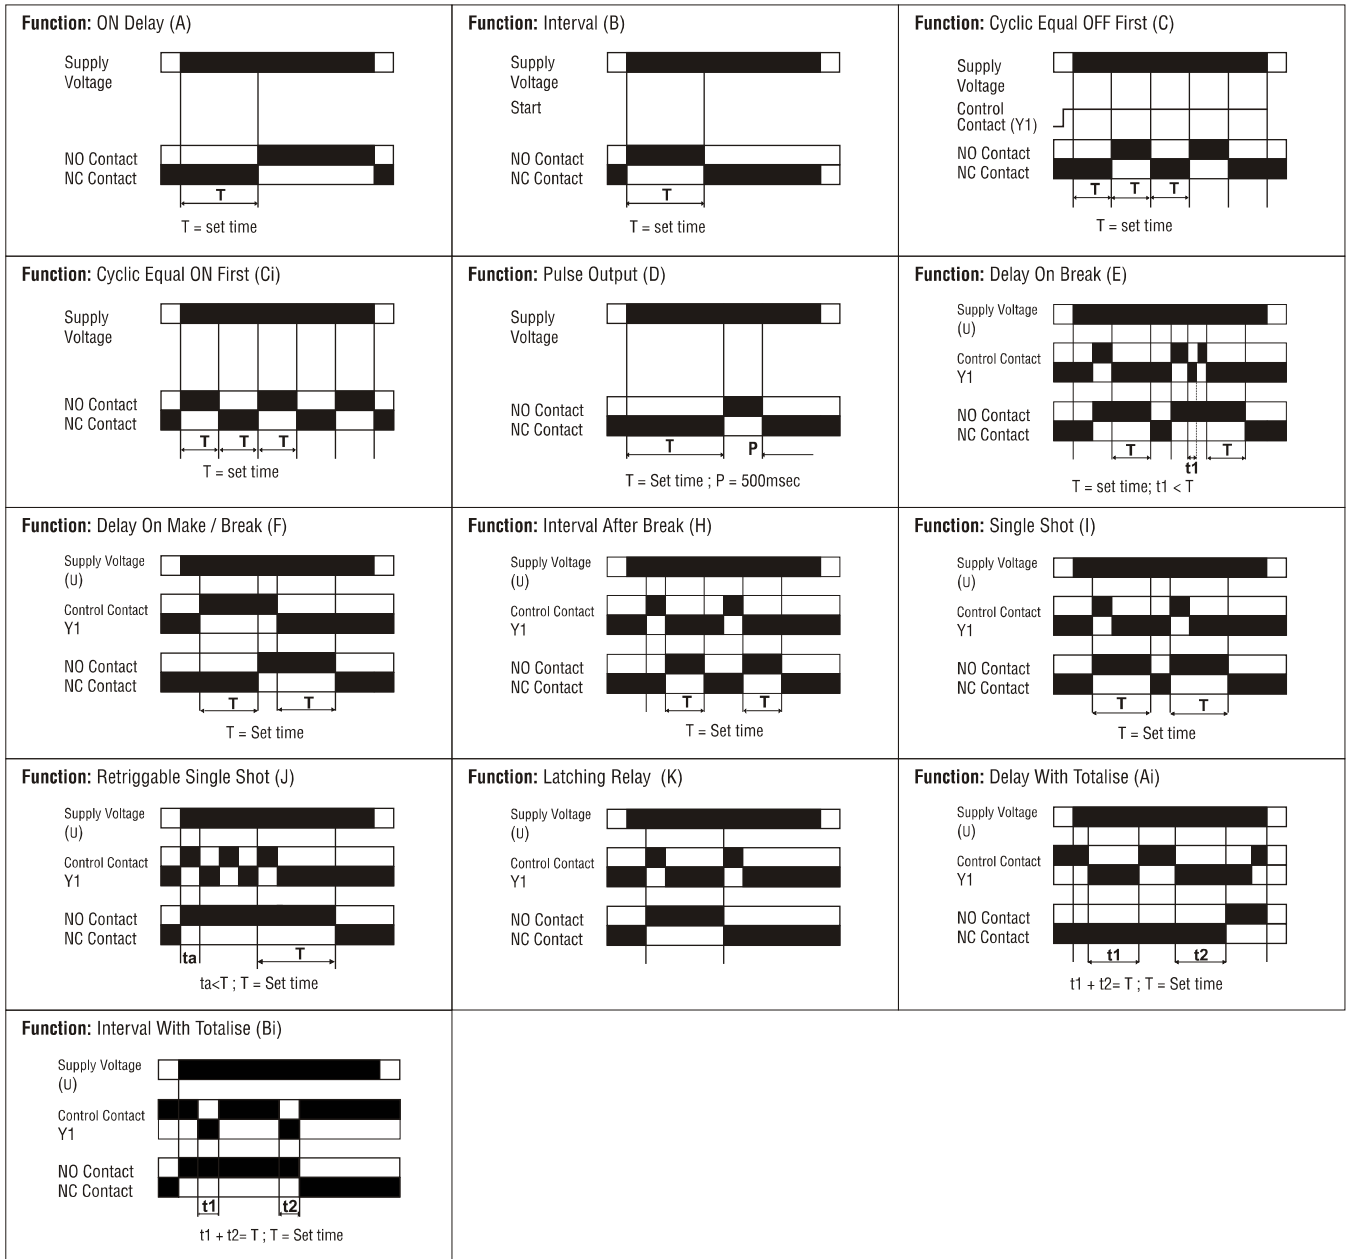 Function: ON Delay (A)
Supply
Voltage
NO Contact
NC Contact
T
T = set time
Function: Interval (B)
Supply
Voltage
Start
NO Contact
NC Contact
T
T = set time
Function: Cyclic Equal OFF First (C)
Supply
Voltage
Control
Contact (Y1)
NO Contact
NC Contact
T T T
T = set time
Function: Cyclic Equal ON First (Ci)
Supply
Voltage
NO Contact
NC Contact
T T T
T = set time
Function: Pulse Output (D)
Supply
Voltage
NO Contact
NC Contact
T P
T = Set time ; P = 500msec
Function: Delay On Break (E)
Supply Voltage
(U)
Control Contact
Y1
NO Contact
NC Contact
T T
t1
T = set time; t1 < T
Function: Delay On Make / Break (F)
Supply Voltage
(U)
Control Contact
Y1
NO Contact
NC Contact
T T
T = Set time
Function: Interval After Break (H)
Supply Voltage
(U)
Control Contact
Y1
NO Contact
NC Contact
T T
T = Set time
Function: Single Shot (I)
Supply Voltage
(U)
Control Contact
Y1
NO Contact
NC Contact
T T
T = Set time
Function: Retriggable Single Shot (J)
Supply Voltage
(U)
Control Contact
Y1
NO Contact
NC Contact
ta T
ta<T ; T = Set time
Function: Latching Relay (K)
Supply Voltage
(U)
Control Contact
Y1
NO Contact
NC Contact
Function: Delay With Totalise (Ai)
Supply Voltage
(U)
Control Contact
Y1
NO Contact
NC Contact
t1 t2
t1 + t2= T ; T = Set time
Function: Interval With Totalise (Bi)
Supply Voltage
(U)
Control Contact
Y1
NO Contact
NC Contact
t1 t2
t1 + t2= T ; T = Set time